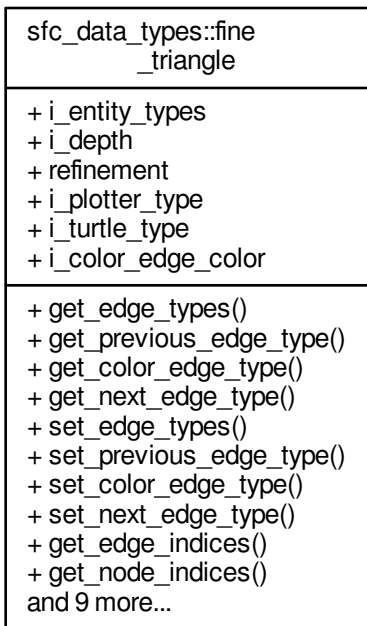 sfc_data_types::fine
_triangle
+ i_entity_types
+ i_depth
+ refinement
+ i_plotter_type
+ i_turtle_type
+ i_color_edge_color
+ get_edge_types()
+ get_previous_edge_type()
+ get_color_edge_type()
+ get_next_edge_type()
+ set_edge_types()
+ set_previous_edge_type()
+ set_color_edge_type()
+ set_next_edge_type()
+ get_edge_indices()
+ get_node_indices()
and 9 more...